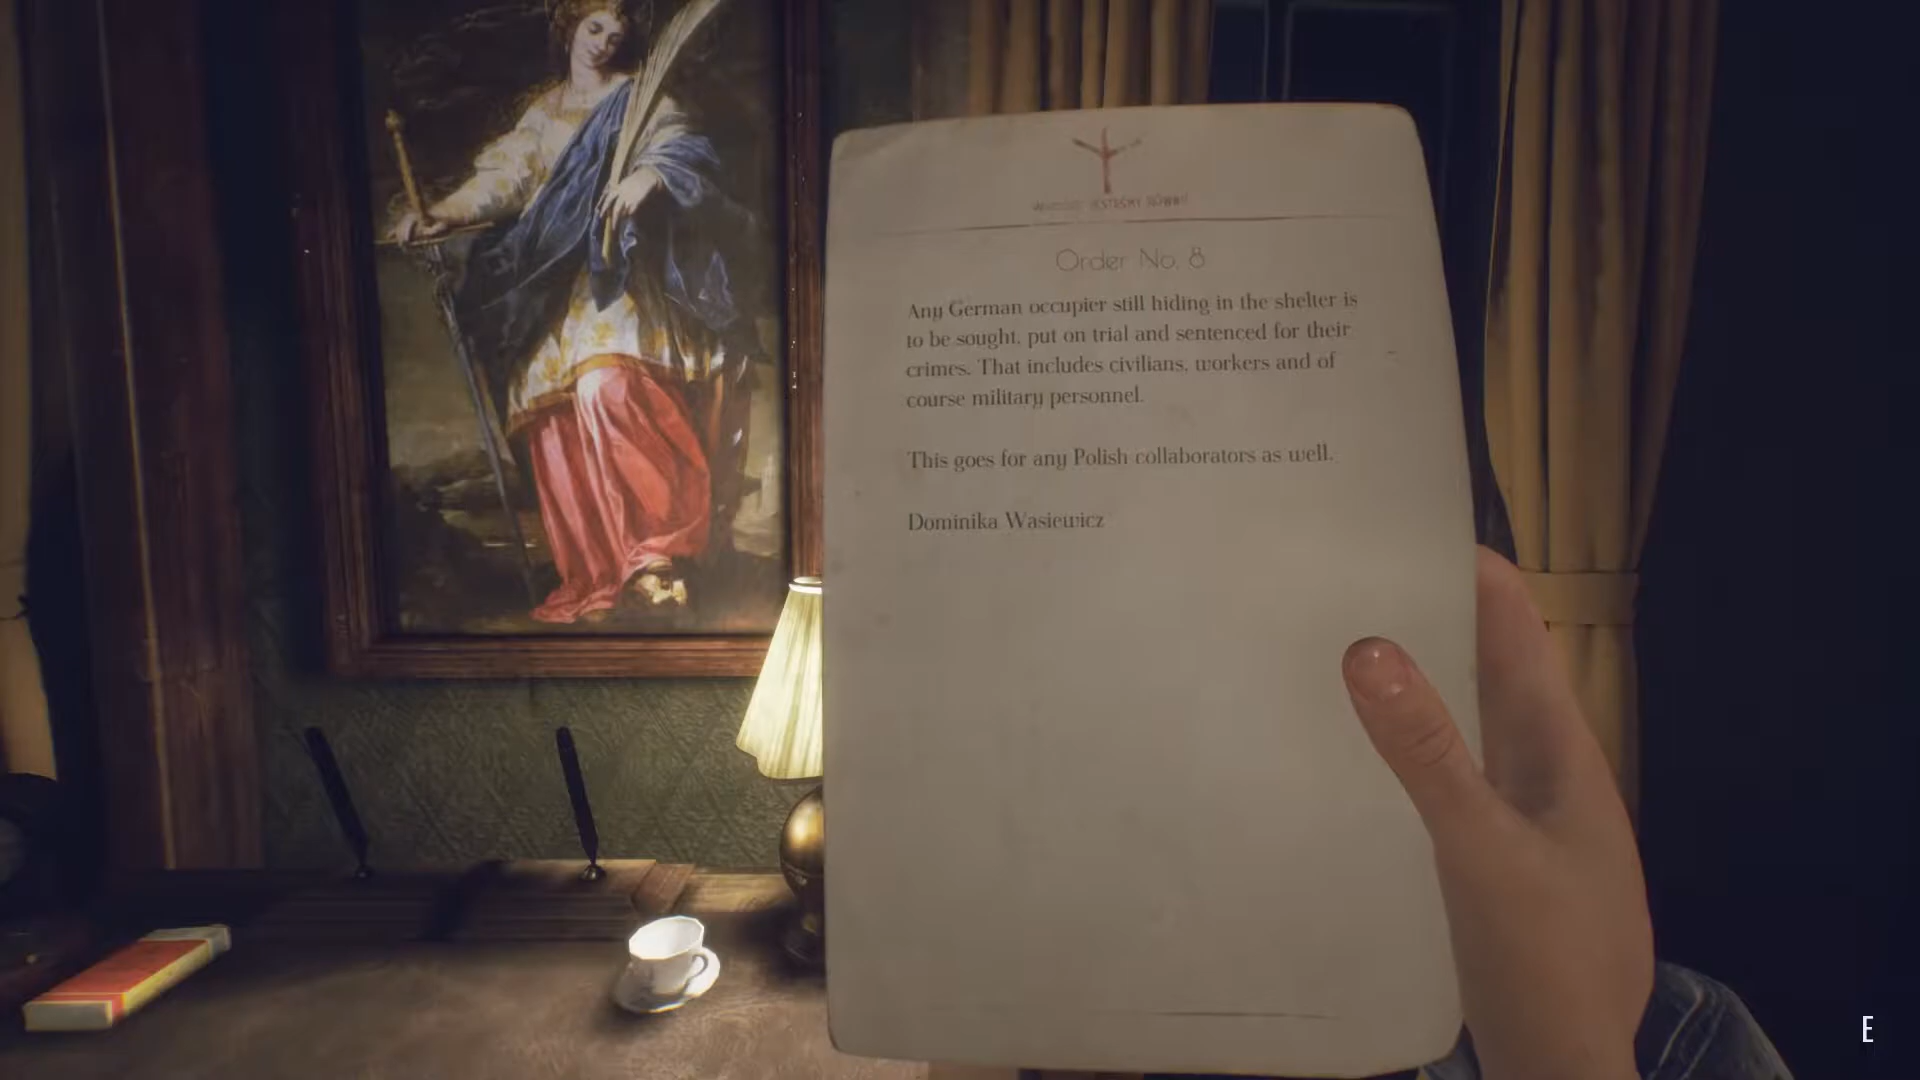 JESTEŚMY RÓWNI
Order No. 8
Any German occupier still hiding in the shelter is
to be sought, put on trial and sentenced for their
crimes. That includes civilians, workers and of
course military personnel.
This goes for any Polish collaborators as well.
Dominika Wasiewicz
E